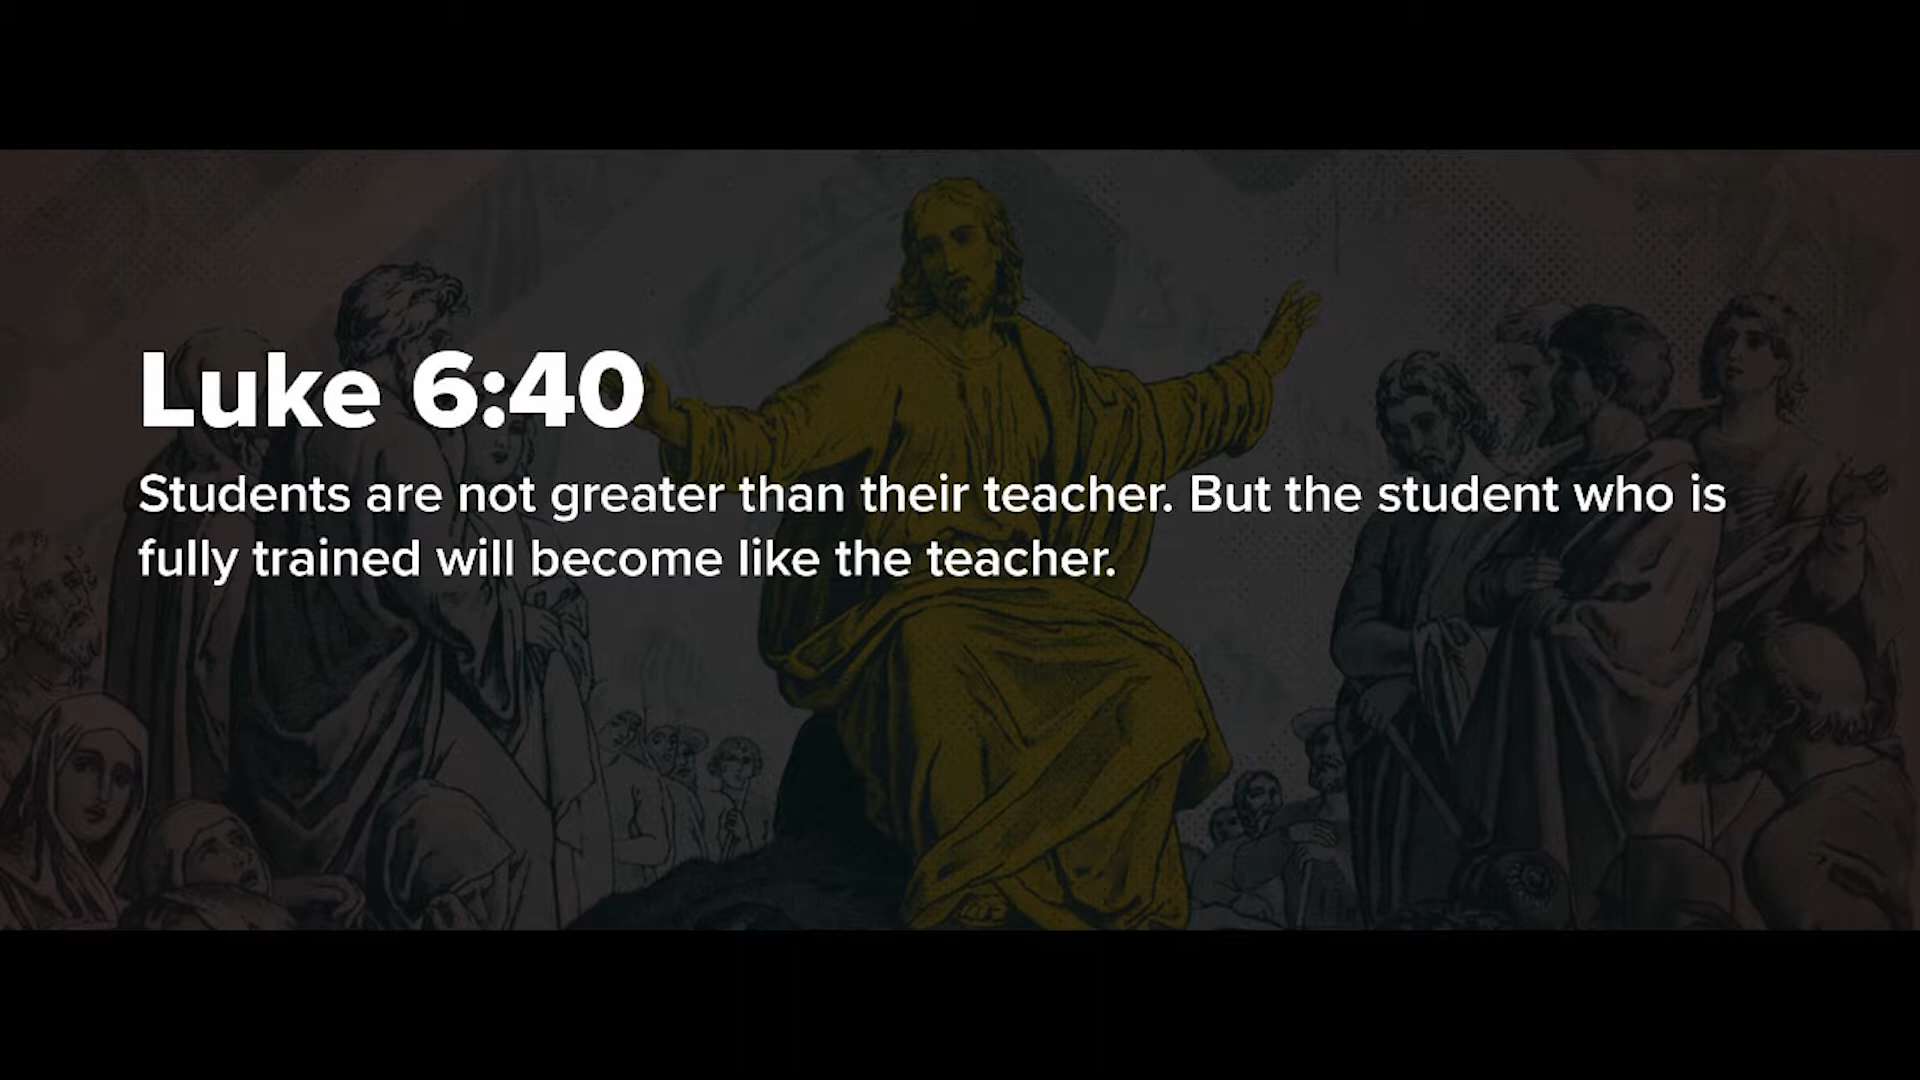 Luke 6:40
Students are not greater than their teacher. But the student who is
fully trained will become like the teacher.